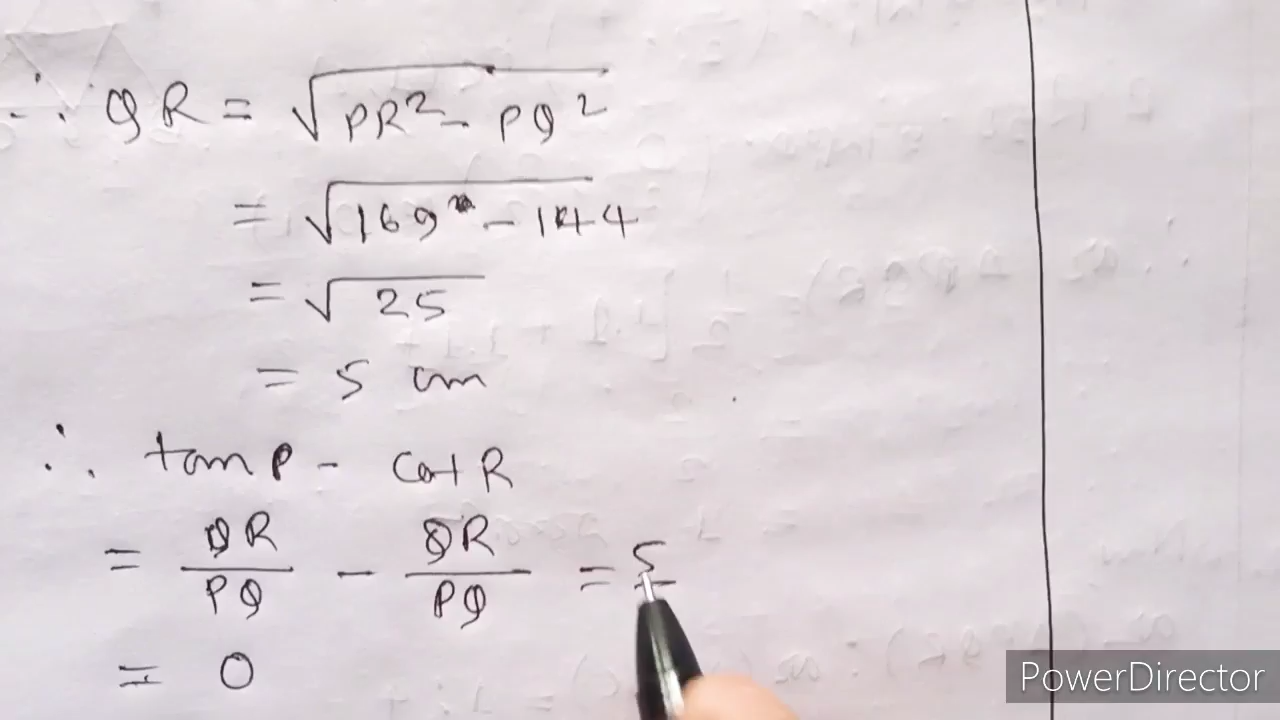 ∴ QR = √PR² - PQ²
= √169 - 144
= √25
= 5 cm
∴ tan P - Cot R
= QR/PQ - QR/PQ = 5
= 0
PowerDirector